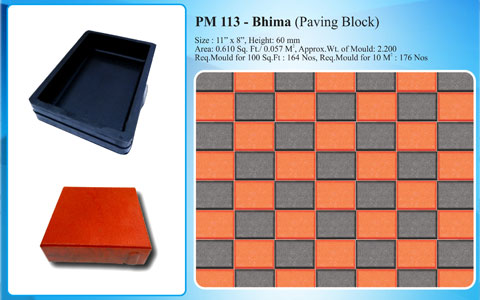 PM 113 - Bhima (Paving Block)
Size : 11” x 8”, Height: 60 mm
Area: 0.610 Sq. Ft./ 0.057 M², Approx.Wt. of Mould: 2.200
Req.Mould for 100 Sq.Ft : 164 Nos, Req.Mould for 10 M² : 176 Nos